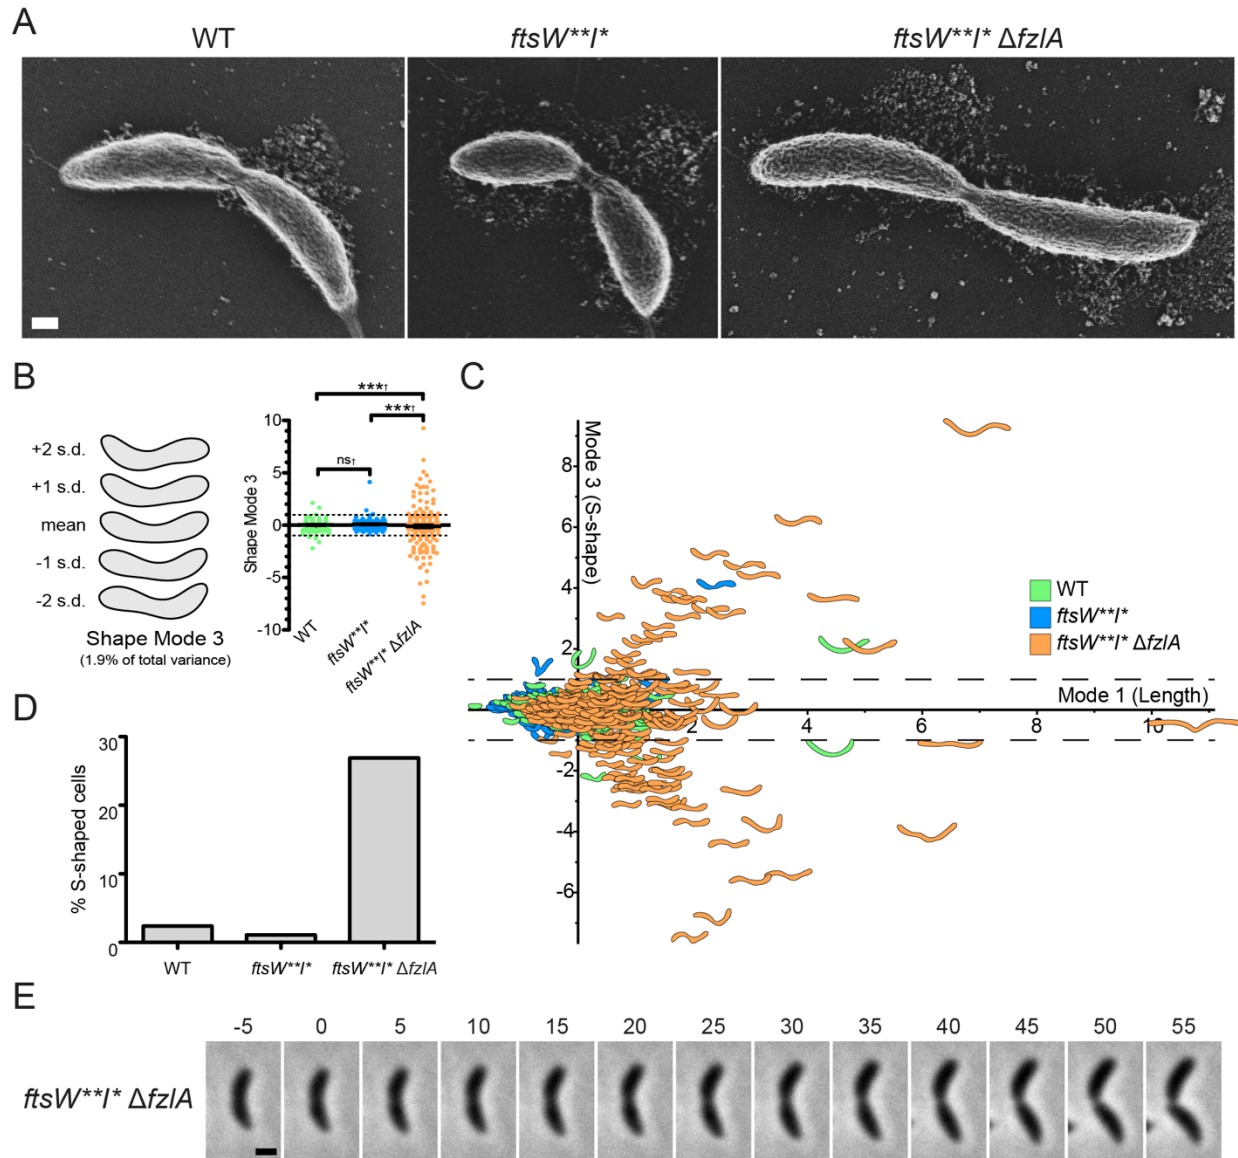 A
WT
ftsW**I*
ftsW**I* ΔfzlA
B
+2 s.d.
+1 s.d.
mean
-1 s.d.
-2 s.d.
Shape Mode 3
(1.9% of total variance)
***†
***†
ns†
10
5
0
-5
-10
Shape Mode 3
WT
ftsW**I*
ftsW**I* ΔfzlA
C
Mode 3 (S-shape)
8
6
4
2
-2
-4
-6
Mode 1 (Length)
2
4
6
8
10
WT
ftsW**I*
ftsW**I* ΔfzlA
D
% S-shaped cells
30
20
10
0
WT
ftsW**I*
ftsW**I* ΔfzlA
E
-5 0 5 10 15 20 25 30 35 40 45 50 55
ftsW**I* ΔfzlA